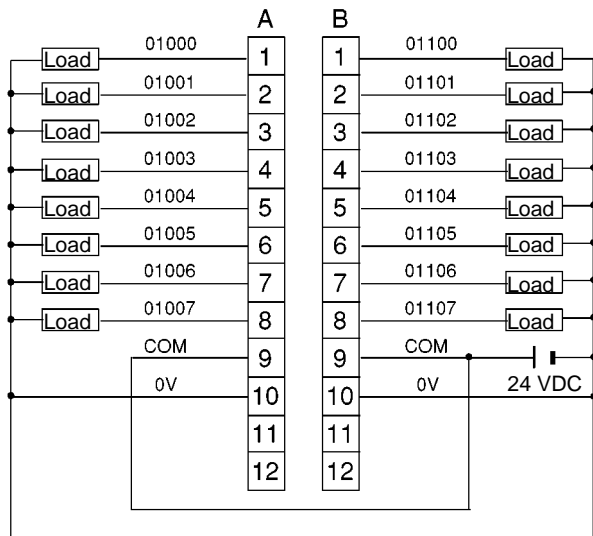 A B
Load 01000 1 1 01100 Load
Load 01001 2 2 01101 Load
Load 01002 3 3 01102 Load
Load 01003 4 4 01103 Load
Load 01004 5 5 01104 Load
Load 01005 6 6 01105 Load
Load 01006 7 7 01106 Load
Load 01007 8 8 01107 Load
COM 9 9 COM
0V 10 10 0V 24 VDC
11 11
12 12